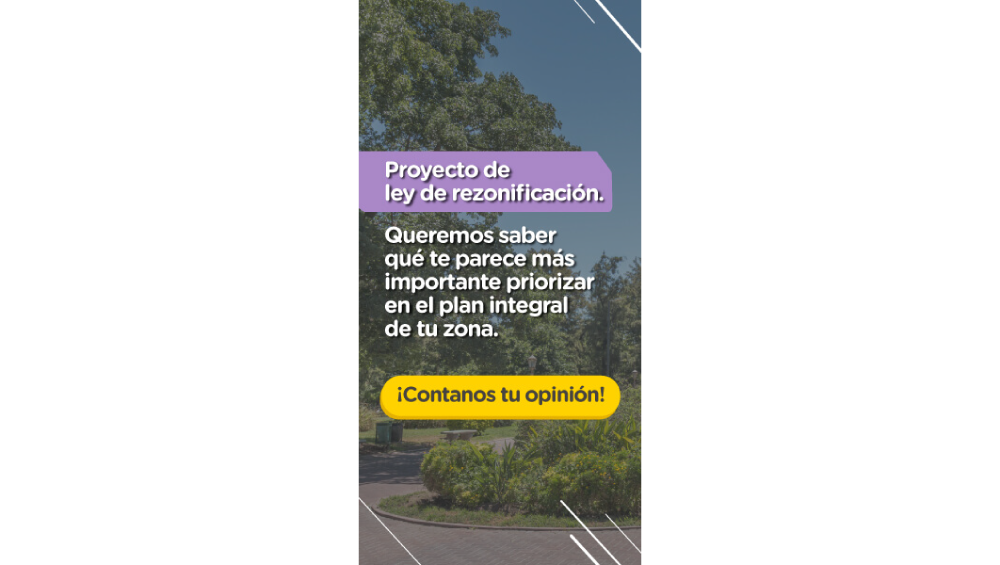 Proyecto de
ley de rezonificación.
Queremos saber
qué te parece más
importante priorizar
en el plan integral
de tu zona.
¡Contanos tu opinión!